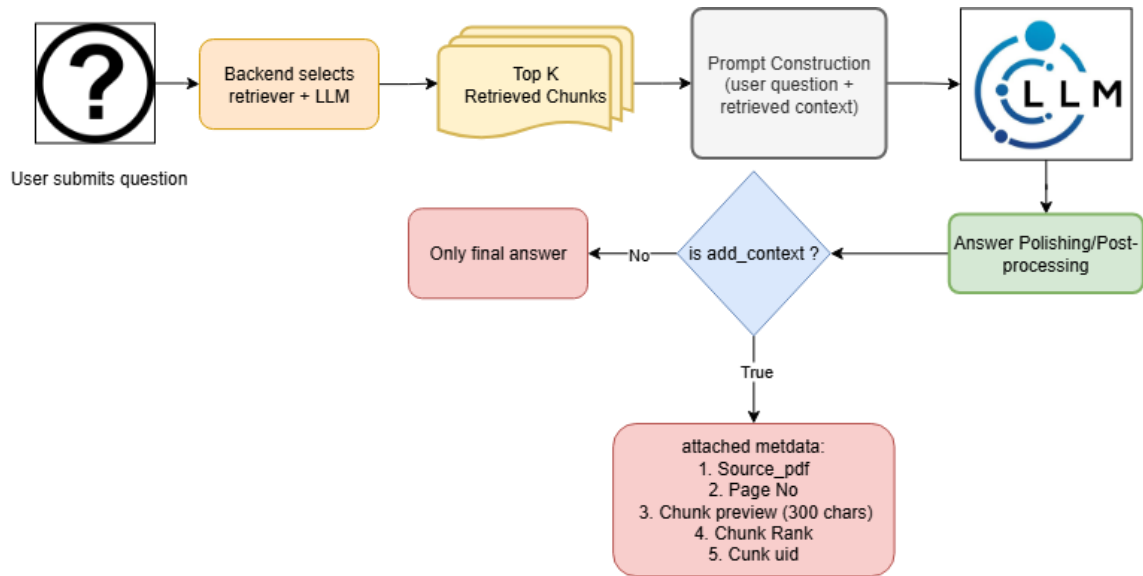 ?
User submits question
Backend selects
retriever + LLM
Top K
Retrieved Chunks
Prompt Construction
(user question +
retrieved context)
LLM
Answer Polishing/Post-
processing
is add_context ?
No
Only final answer
True
attached metdata:
1. Source_pdf
2. Page No
3. Chunk preview (300 chars)
4. Chunk Rank
5. Cunk uid